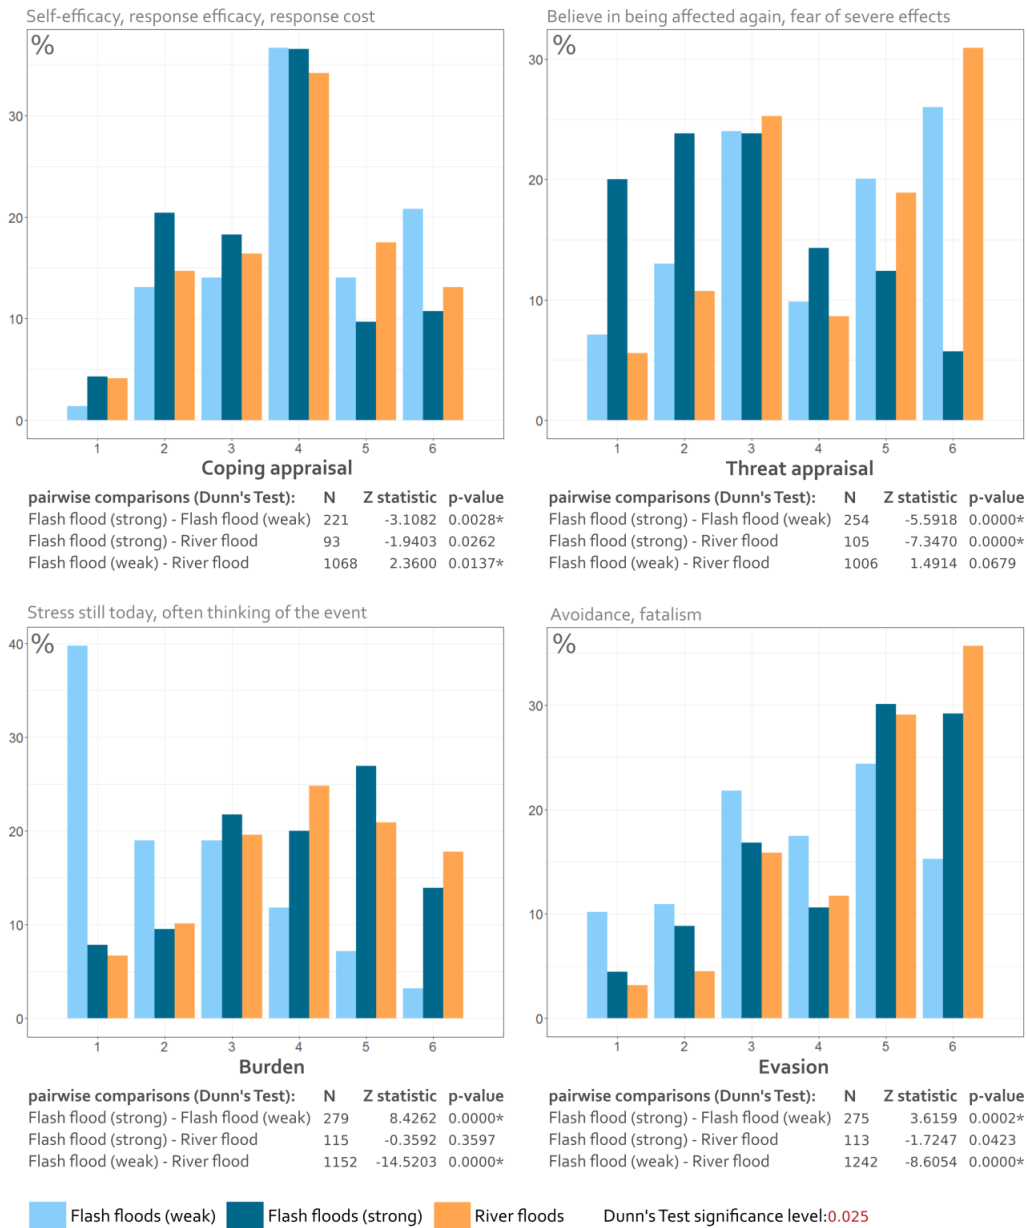 Self-efficacy, response efficacy, response cost
%
30
20
10
0
1 2 3 4 5 6
Coping appraisal
pairwise comparisons (Dunn's Test): N Z statistic p-value
Flash flood (strong) - Flash flood (weak) 221 -3.1082 0.0028*
Flash flood (strong) - River flood 93 -1.9403 0.0262
Flash flood (weak) - River flood 1068 2.3600 0.0137*
Believe in being affected again, fear of severe effects
%
30
20
10
0
1 2 3 4 5 6
Threat appraisal
pairwise comparisons (Dunn's Test): N Z statistic p-value
Flash flood (strong) - Flash flood (weak) 254 -5.5918 0.0000*
Flash flood (strong) - River flood 105 -7.3470 0.0000*
Flash flood (weak) - River flood 1006 1.4914 0.0679
Stress still today, often thinking of the event
%
40
30
20
10
0
1 2 3 4 5 6
Burden
pairwise comparisons (Dunn's Test): N Z statistic p-value
Flash flood (strong) - Flash flood (weak) 279 8.4262 0.0000*
Flash flood (strong) - River flood 115 -0.3592 0.3597
Flash flood (weak) - River flood 1152 -14.5203 0.0000*
Avoidance, fatalism
%
30
20
10
0
1 2 3 4 5 6
Evasion
pairwise comparisons (Dunn's Test): N Z statistic p-value
Flash flood (strong) - Flash flood (weak) 275 3.6159 0.0002*
Flash flood (strong) - River flood 113 -1.7247 0.0423
Flash flood (weak) - River flood 1242 -8.6054 0.0000*
Flash floods (weak) Flash floods (strong) River floods Dunn's Test significance level:0.025